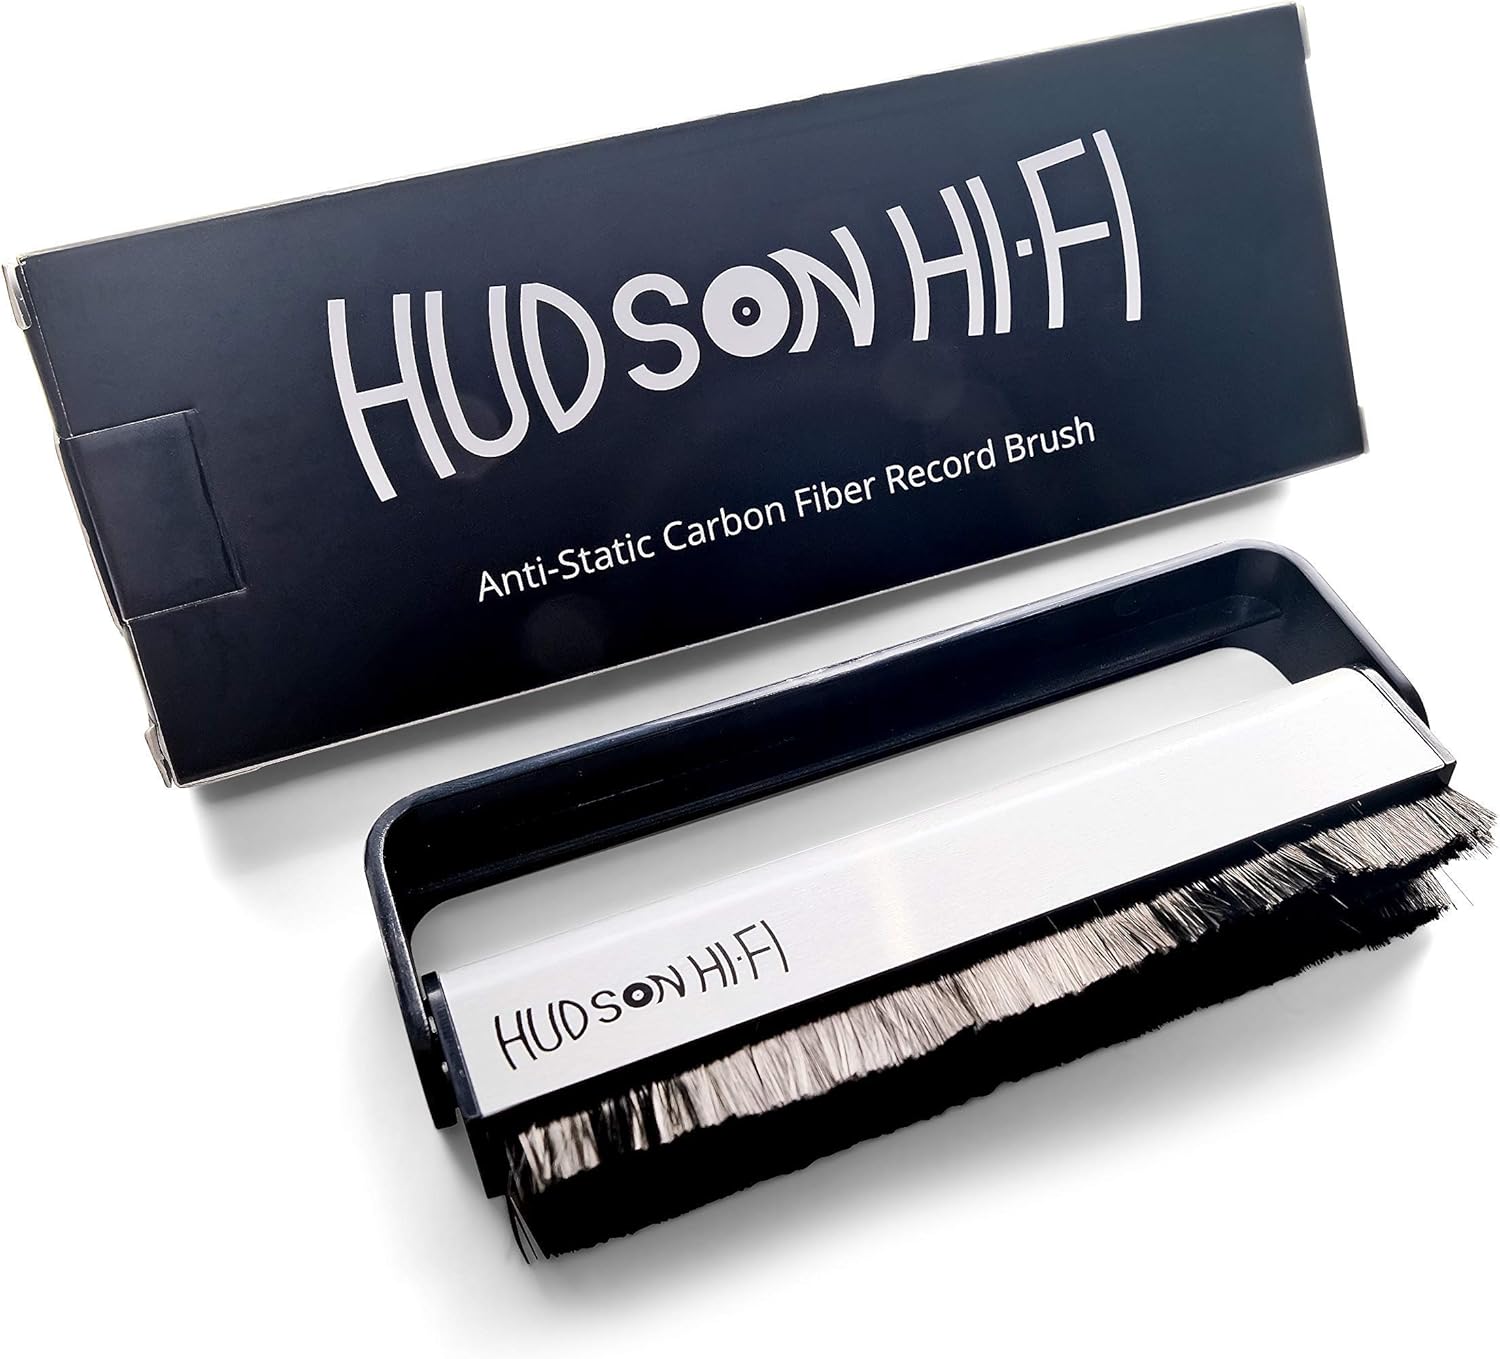 HUDSON HI-FI
Anti-Static Carbon Fiber Record Brush
HUDSON HI-FI